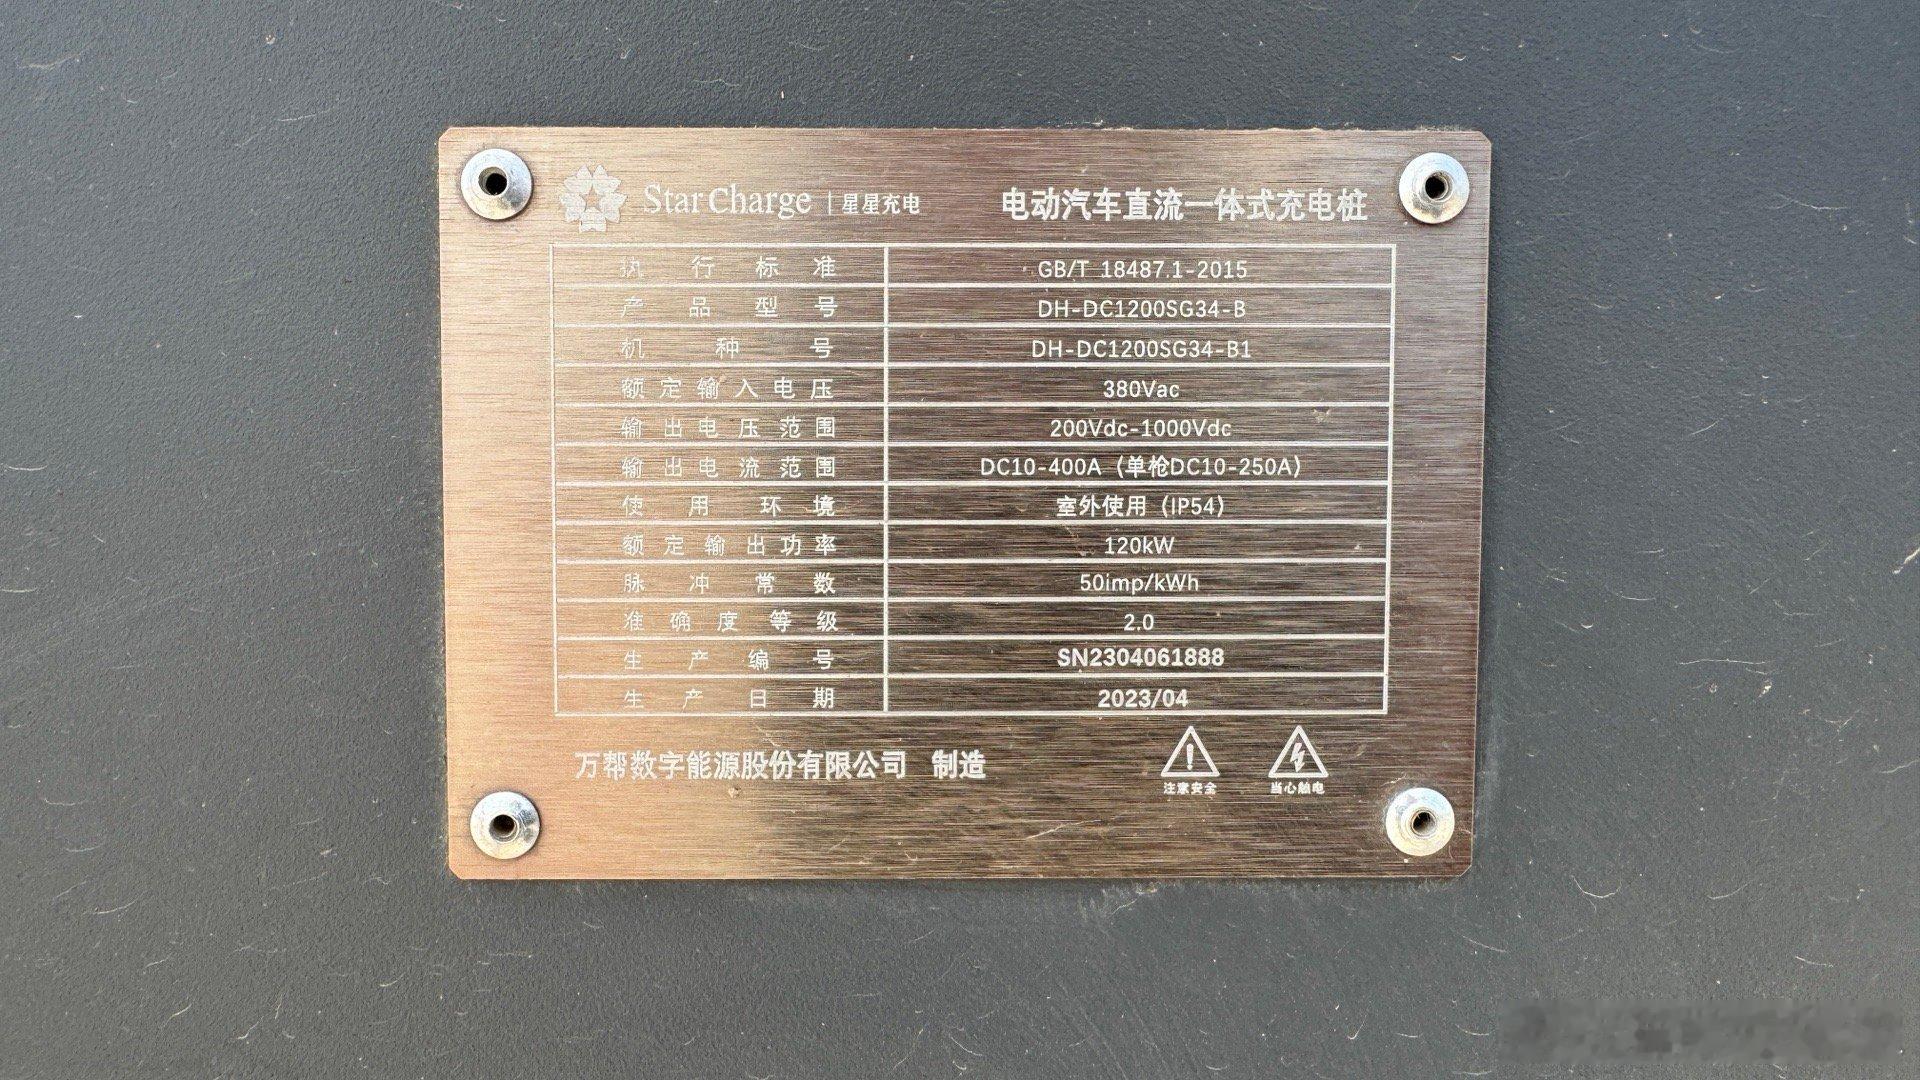 StarCharge | 星星充电 电动汽车直流一体式充电桩
执行标准 GB/T 18487.1-2015
产品型号 DH-DC1200SG34-B
机种号 DH-DC1200SG34-B1
额定输入电压 380Vac
输出电压范围 200Vdc-1000Vdc
输出电流范围 DC10-400A（单枪DC10-250A）
使用环境 室外使用（IP54）
额定输出功率 120kW
脉冲常数 50imp/kWh
准确度等级 2.0
生产编号 SN2304061888
生产日期 2023/04
万帮数字能源股份有限公司 制造
注意安全 当心触电